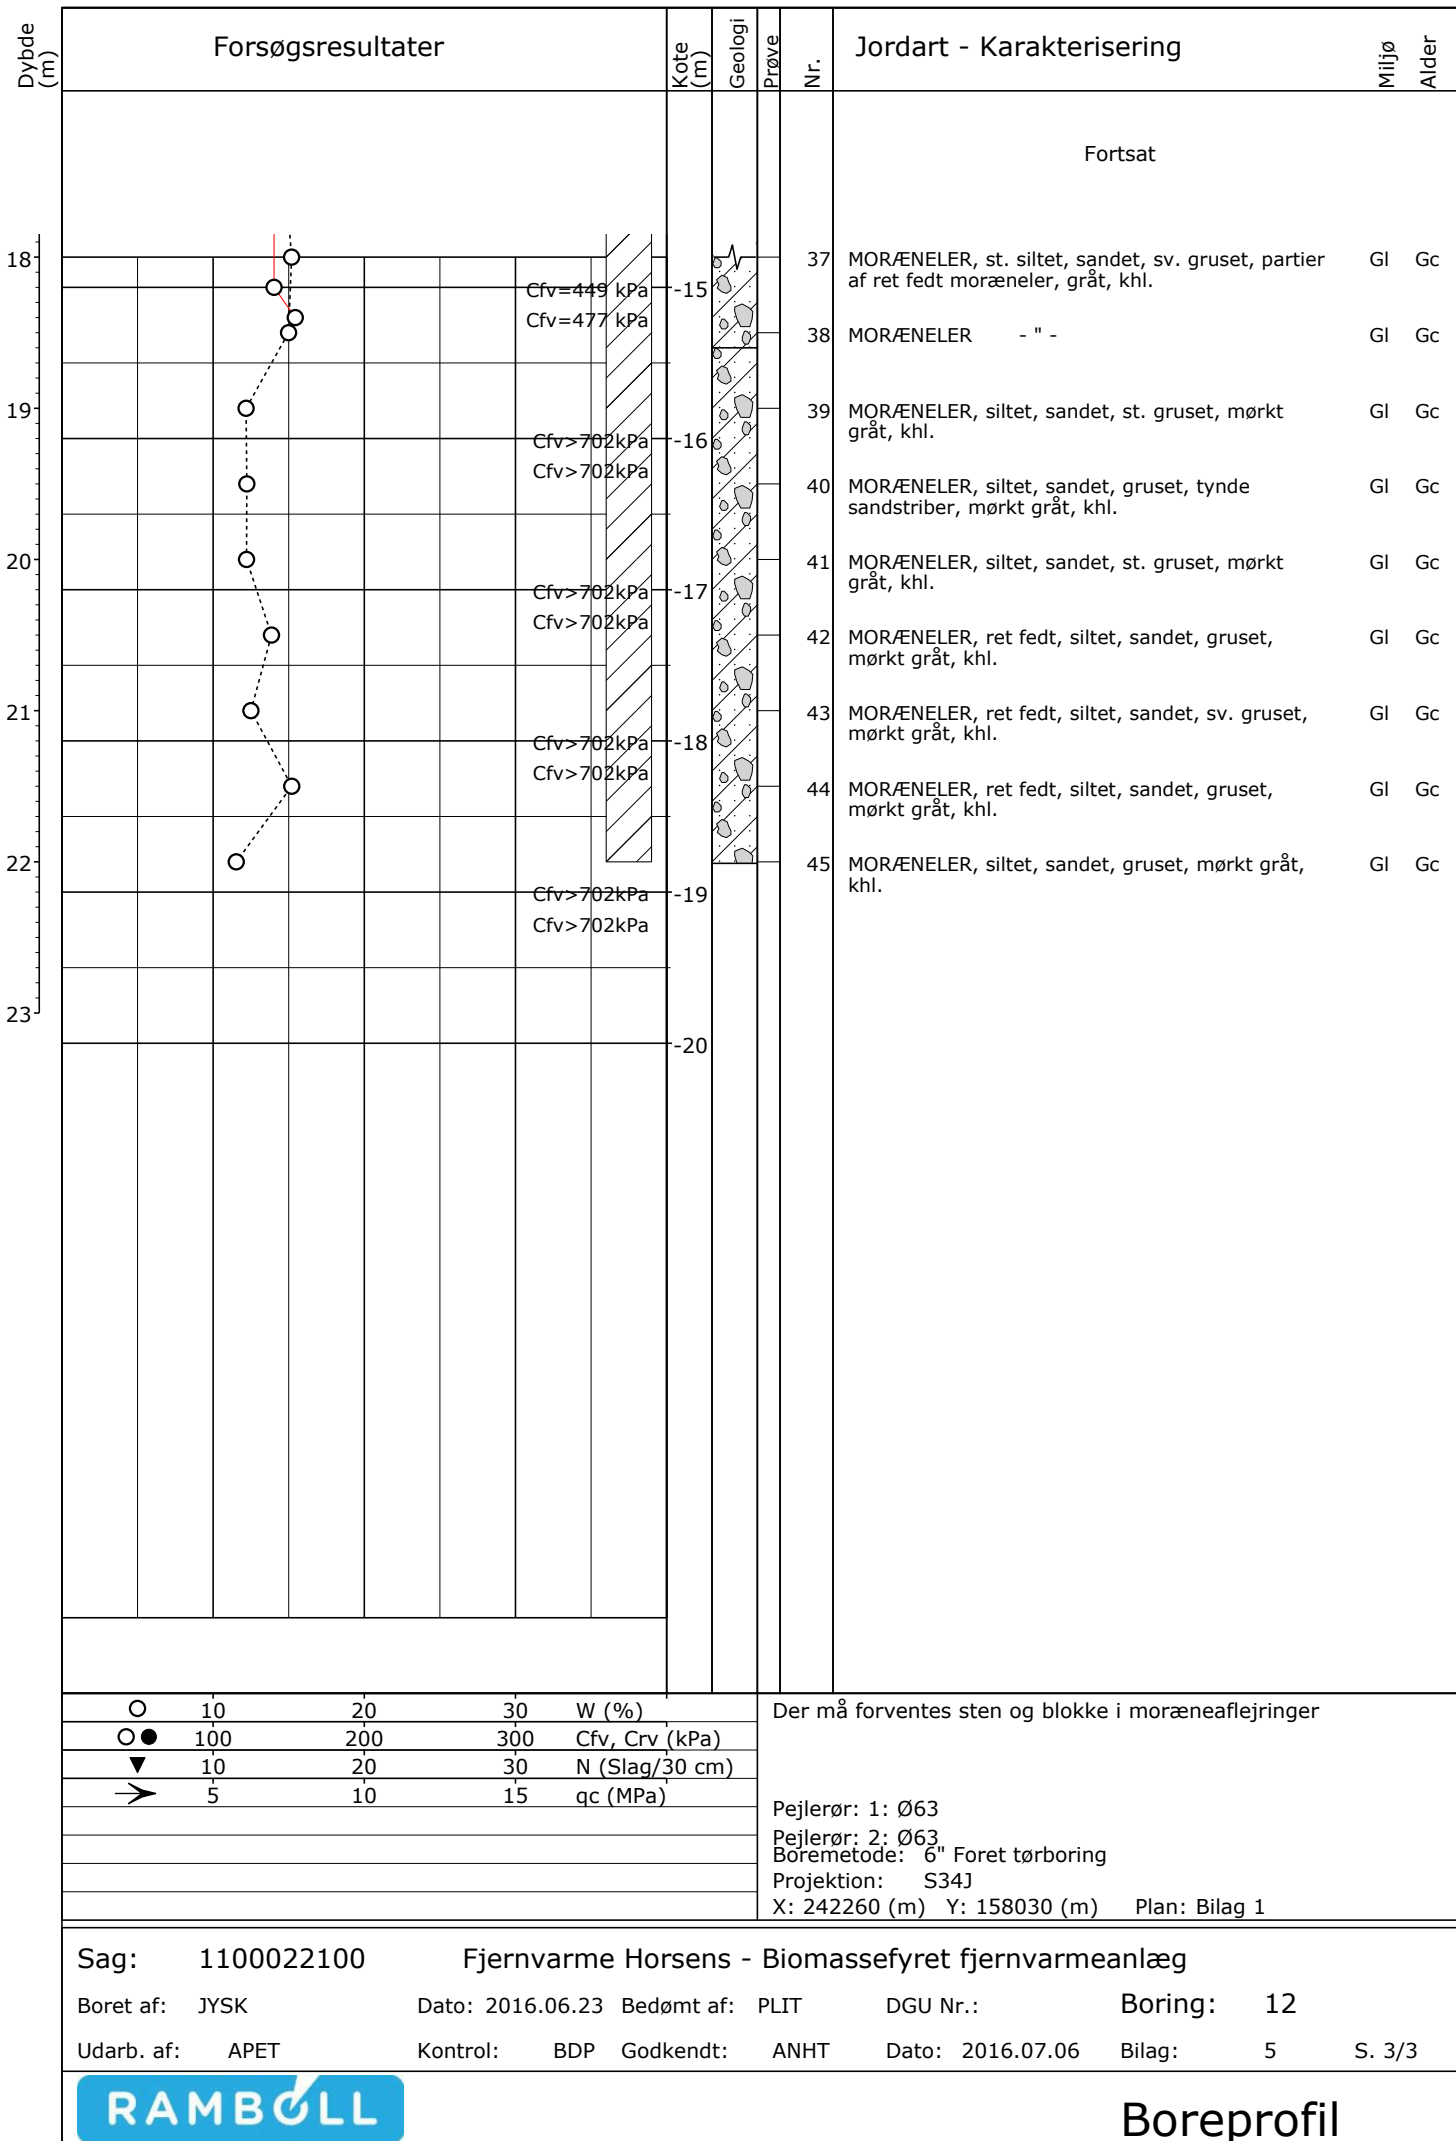 Dybde (m)
Forsøgsresultater
Kote (m)
Geologi
Prøve
Nr.
Jordart - Karakterisering
Miljø
Alder
Fortsat
18
37 MORÆNELER, st. siltet, sandet, sv. gruset, partier Gl Gc
af ret fedt moræneler, gråt, khl.
Cfv=449 kPa -15
Cfv=477 kPa
38 MORÆNELER - " - Gl Gc
19
39 MORÆNELER, siltet, sandet, st. gruset, mørkt Gl Gc
gråt, khl.
Cfv>702kPa -16
Cfv>702kPa
40 MORÆNELER, siltet, sandet, gruset, tynde Gl Gc
sandstriber, mørkt gråt, khl.
20
41 MORÆNELER, siltet, sandet, st. gruset, mørkt Gl Gc
gråt, khl.
Cfv>702kPa -17
Cfv>702kPa
42 MORÆNELER, ret fedt, siltet, sandet, gruset, Gl Gc
mørkt gråt, khl.
21
43 MORÆNELER, ret fedt, siltet, sandet, sv. gruset, Gl Gc
mørkt gråt, khl.
Cfv>702kPa -18
Cfv>702kPa
44 MORÆNELER, ret fedt, siltet, sandet, gruset, Gl Gc
mørkt gråt, khl.
22
45 MORÆNELER, siltet, sandet, gruset, mørkt gråt, Gl Gc
khl.
Cfv>702kPa -19
Cfv>702kPa
23
-20
10 20 30 W (%)
100 200 300 Cfv, Crv (kPa)
10 20 30 N (Slag/30 cm)
5 10 15 qc (MPa)
Der må forventes sten og blokke i moræneaflejringer
Pejlerør: 1: Ø63
Pejlerør: 2: Ø63
Boremetode: 6" Foret tørboring
Projektion: S34J
X: 242260 (m) Y: 158030 (m) Plan: Bilag 1
Sag: 1100022100 Fjernvarme Horsens - Biomassefyret fjernvarmeanlæg
Boret af: JYSK Dato: 2016.06.23 Bedømt af: PLIT DGU Nr.: Boring: 12
Udarb. af: APET Kontrol: BDP Godkendt: ANHT Dato: 2016.07.06 Bilag: 5 S. 3/3
RAMBOLL
Boreprofil